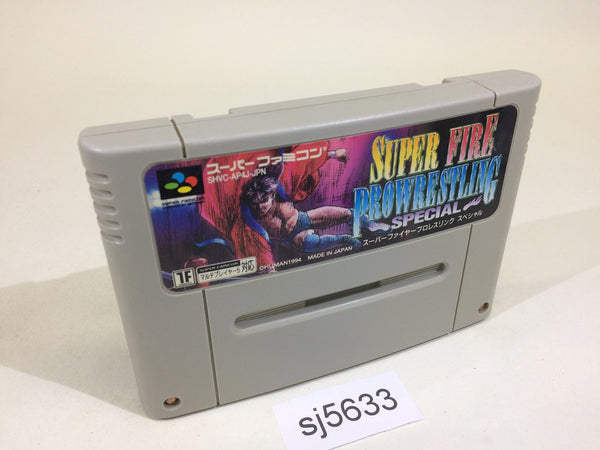 スーパーファミコン®
SHVC-AP4J-JPN
SUPER FIRE
PROWRESTLING
SPECIAL
スーパーファイヤープロレスリング スペシャル
SUPER FAMICOM
1F
マルチプレイヤー5 対応
©HUMAN1994 MADE IN JAPAN
sj5633